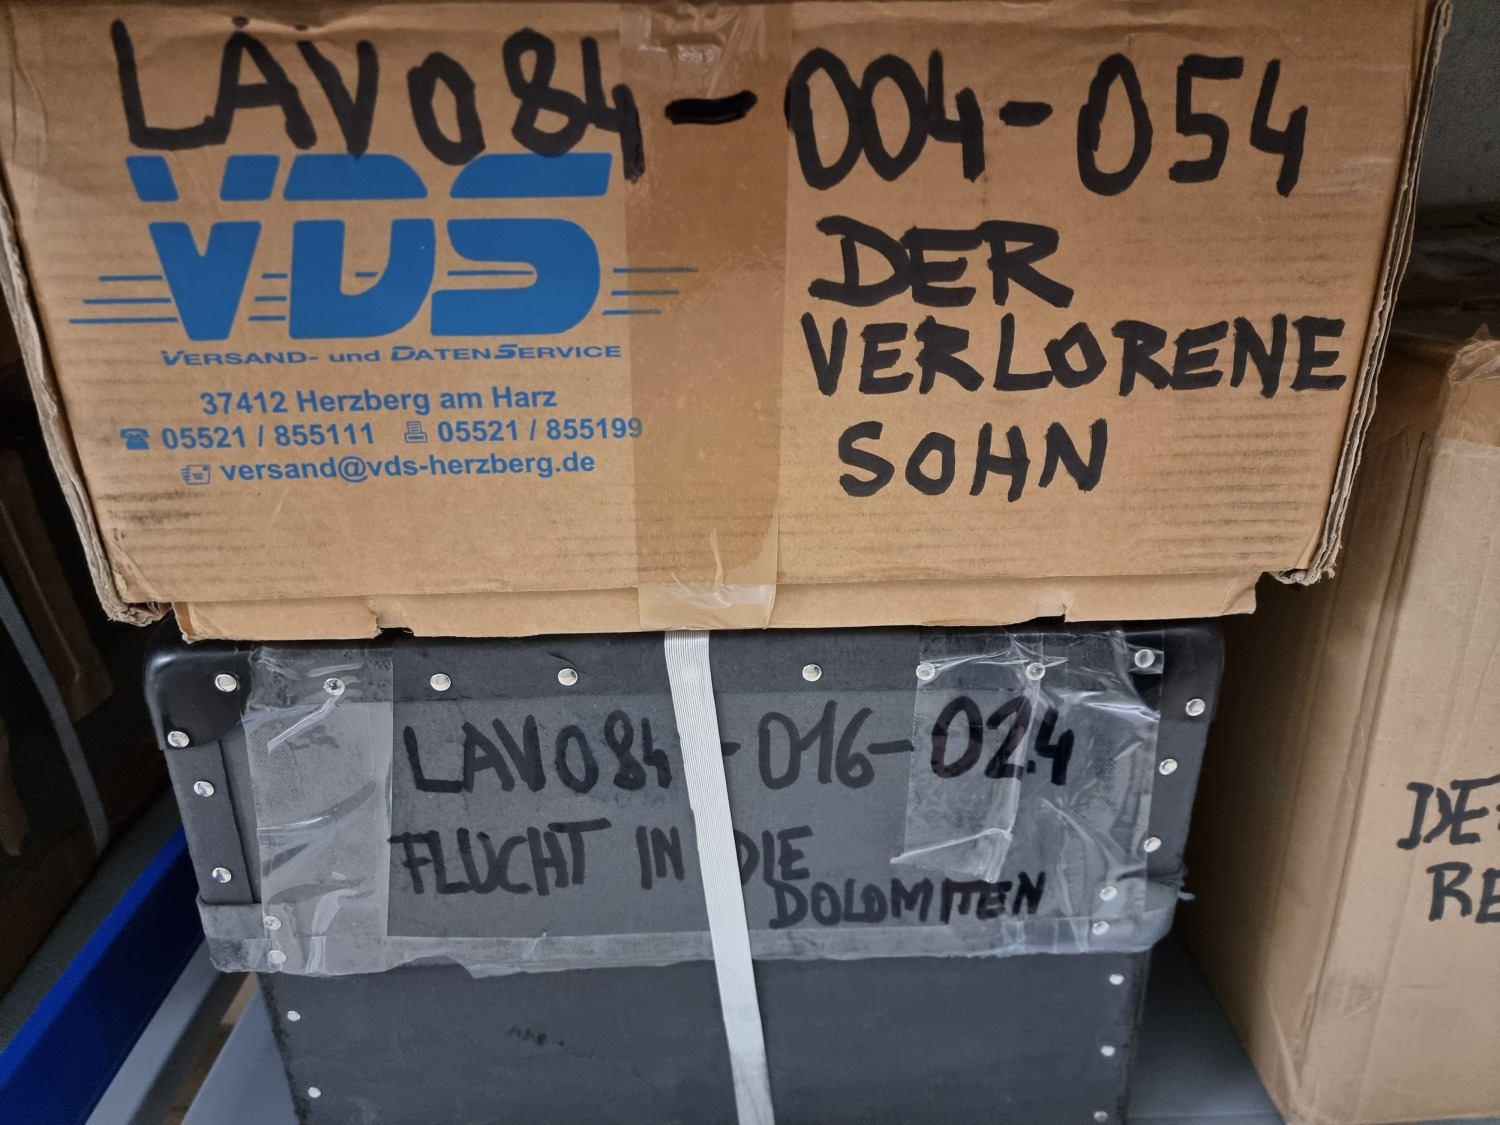 LAV084-004-054
VDS
VERSAND- und DATENSERVICE
37412 Herzberg am Harz
05521 / 855111 05521 / 855199
versand@vds-herzberg.de
DER
VERLORENE
SOHN
LAV084-016-024
FLUCHT IN DIE
DOLOMITEN